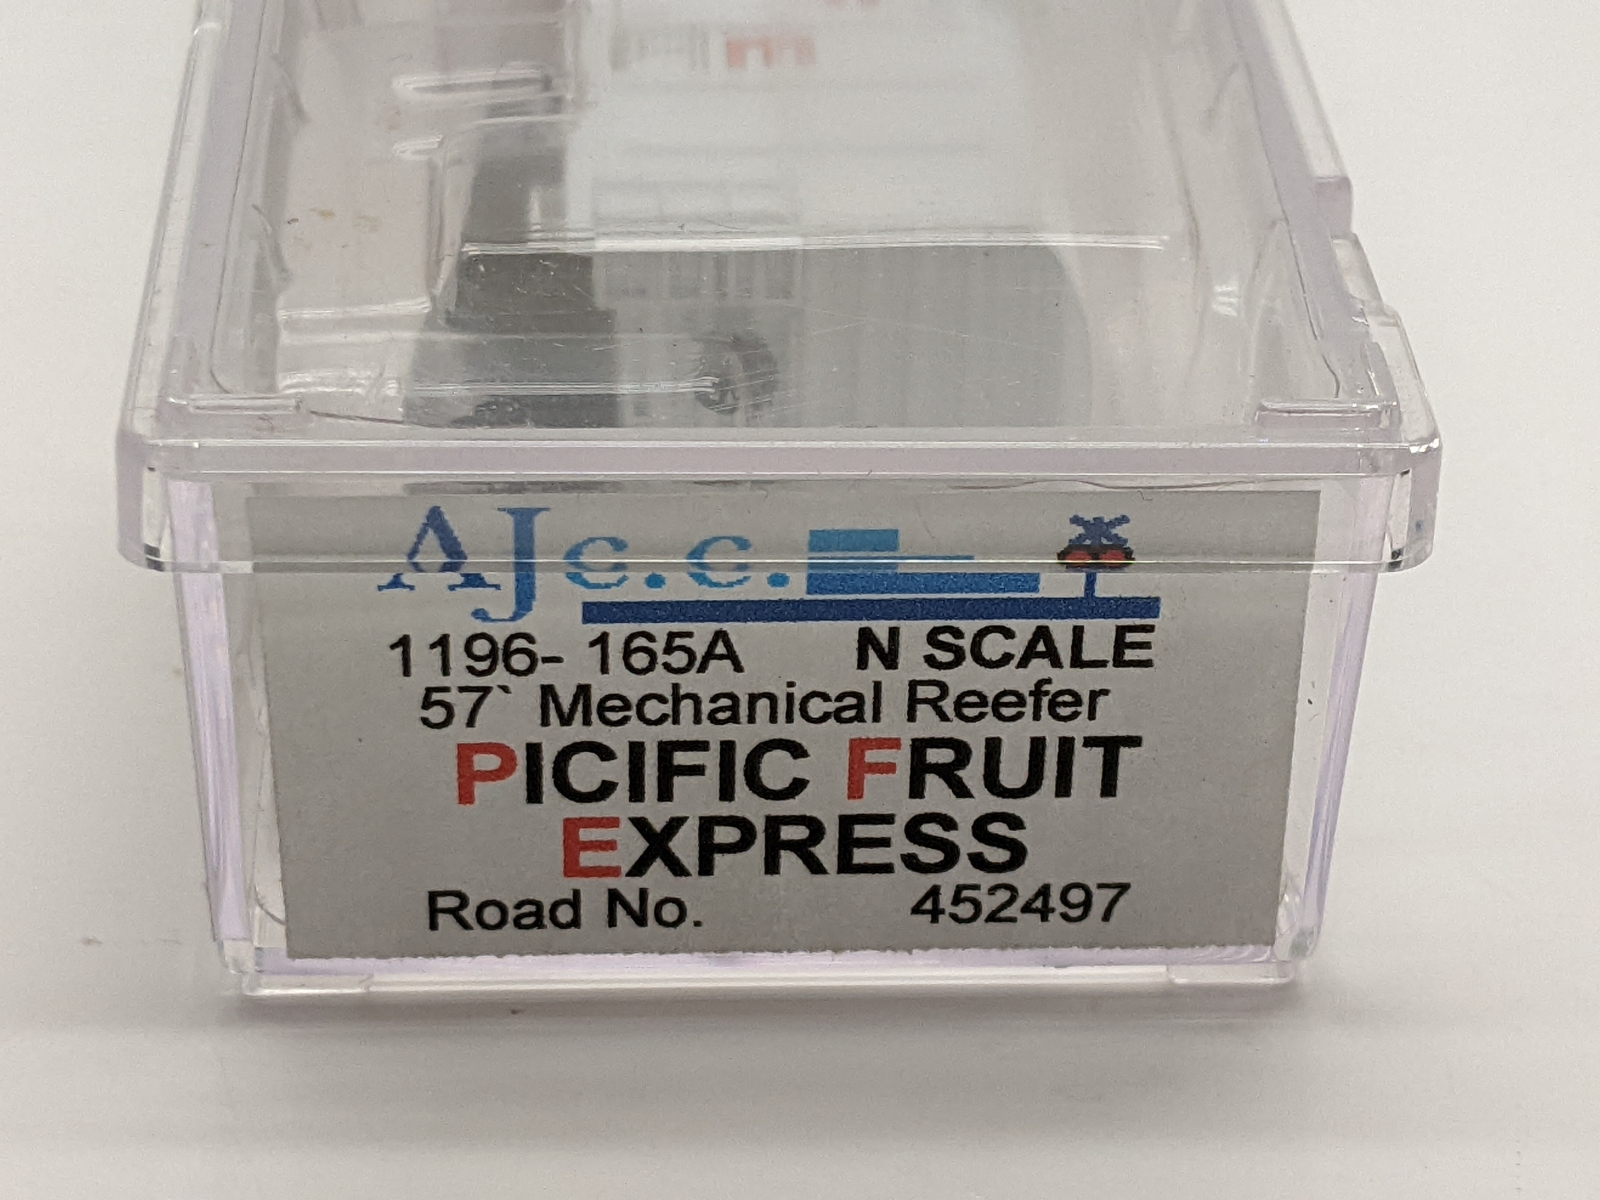 AJc.c.
1196- 165A N SCALE
57` Mechanical Reefer
PICIFIC FRUIT
EXPRESS
Road No. 452497